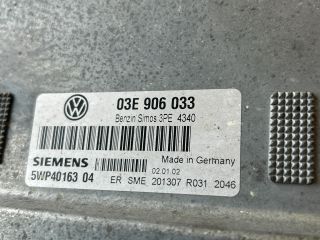 03E 906 033
Benzin Simos 3PE 4340
SIEMENS
Made in Germany
5WP40163 04
02.01.02
ER SME 201307 R031 2046